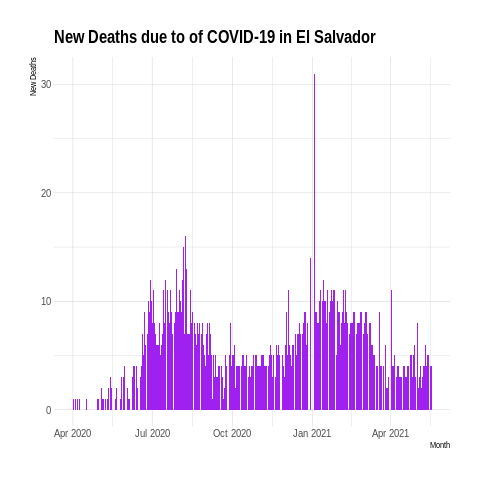 New Deaths due to of COVID-19 in El Salvador
New Deaths
30
20
10
0
Apr 2020 Jul 2020 Oct 2020 Jan 2021 Apr 2021
Month